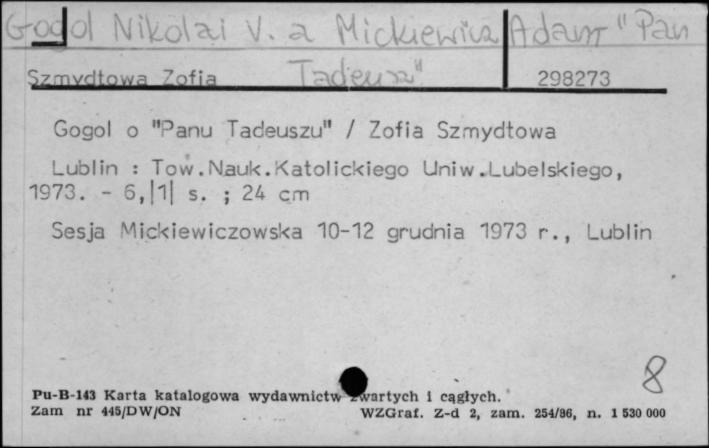 Gogol Nikolai V. a Mickiewicz Adam "Pan
Tadeusz"
Szmydtowa Zofia 298273
Gogol o "Panu Tadeuszu" / Zofia Szmydtowa
Lublin : Tow.Nauk.Katolickiego Uniw.Lubelskiego,
1973. - 6,|1| s. ; 24 cm
Sesja Mickiewiczowska 10-12 grudnia 1973 r., Lublin
8
Pu-B-143 Karta katalogowa wydawnictw zwartych i cągłych.
Zam nr 445/DW/ON WZGraf. Z-d 2, zam. 254/86, n. 1 530 000